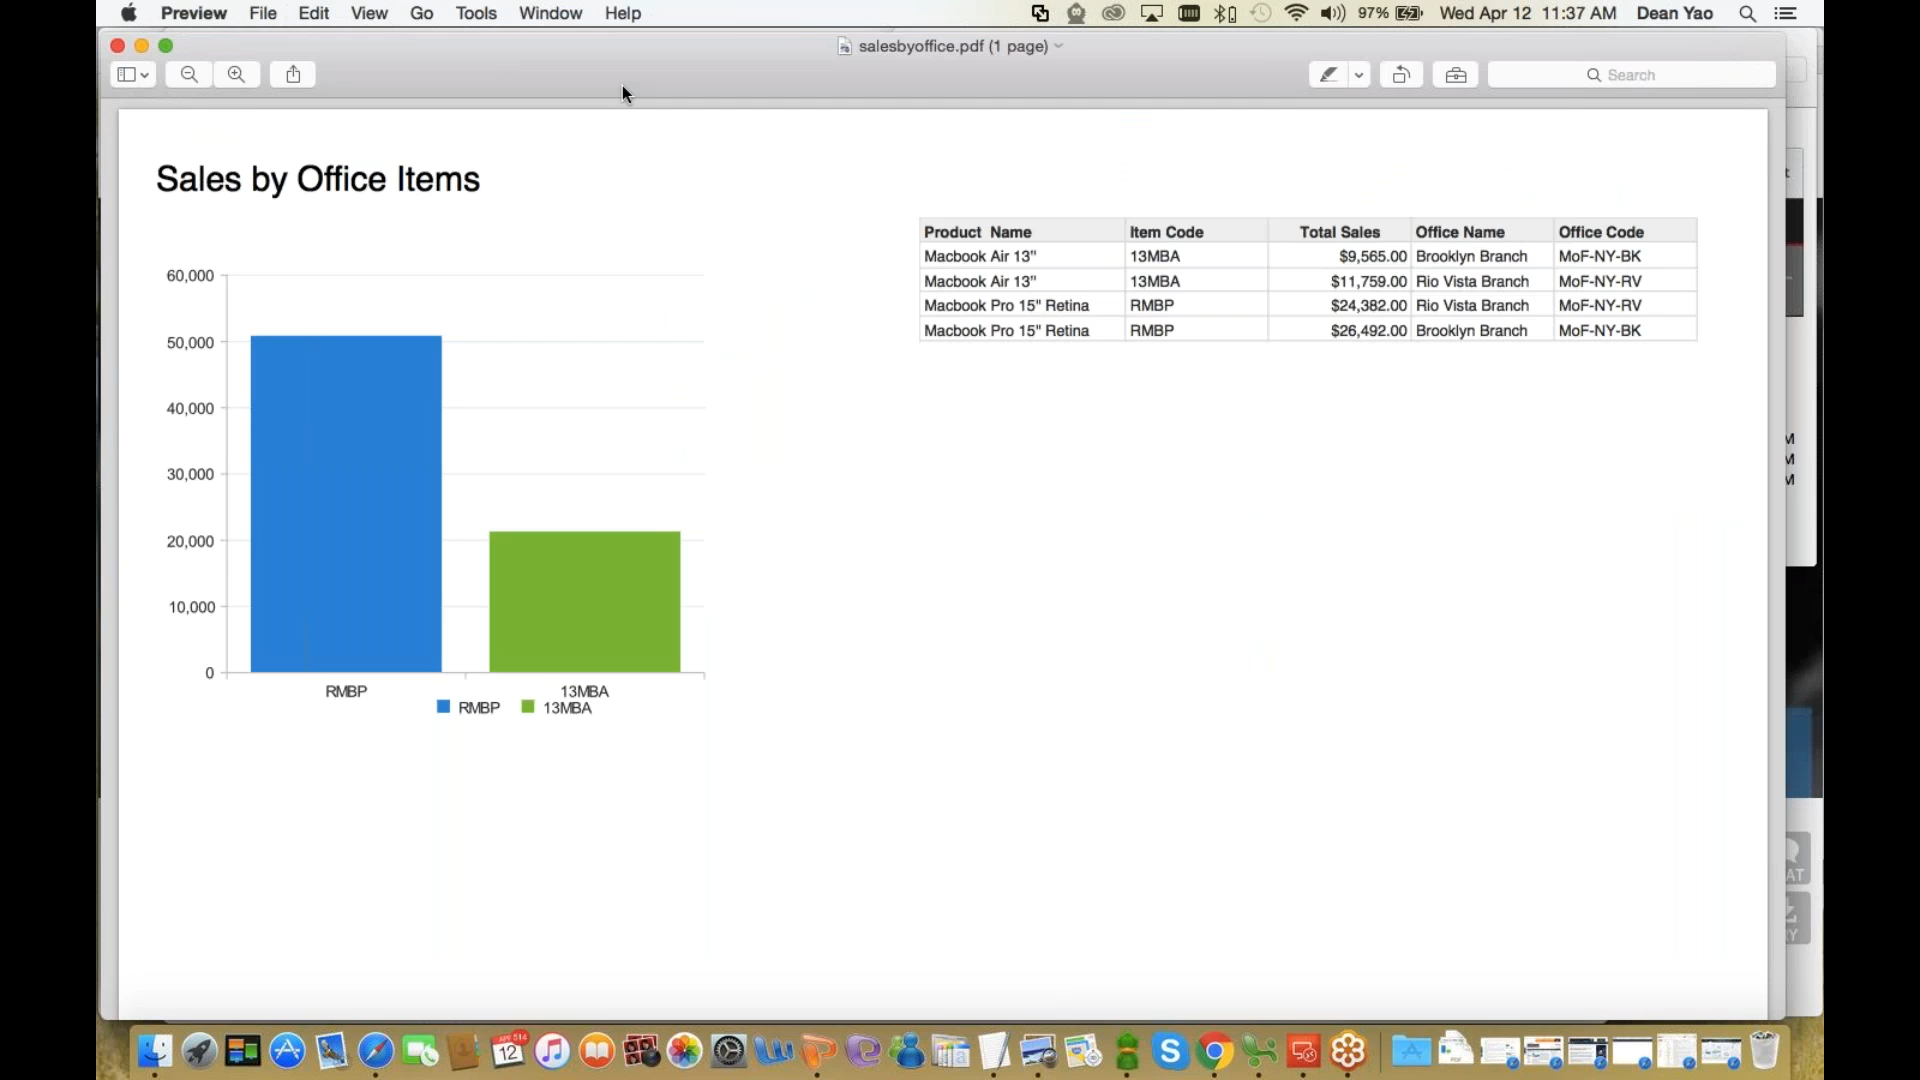 Preview File Edit View Go Tools Window Help
97% Wed Apr 12 11:37 AM Dean Yao
salesbyoffice.pdf (1 page)
Search
Sales by Office Items
Product Name Item Code Total Sales Office Name Office Code
Macbook Air 13" 13MBA $9,565.00 Brooklyn Branch MoF-NY-BK
Macbook Air 13" 13MBA $11,759.00 Rio Vista Branch MoF-NY-RV
Macbook Pro 15" Retina RMBP $24,382.00 Rio Vista Branch MoF-NY-RV
Macbook Pro 15" Retina RMBP $26,492.00 Brooklyn Branch MoF-NY-BK
60,000
50,000
40,000
30,000
20,000
10,000
0
RMBP 13MBA
RMBP 13MBA
M
M
M
AT
RY
12
514